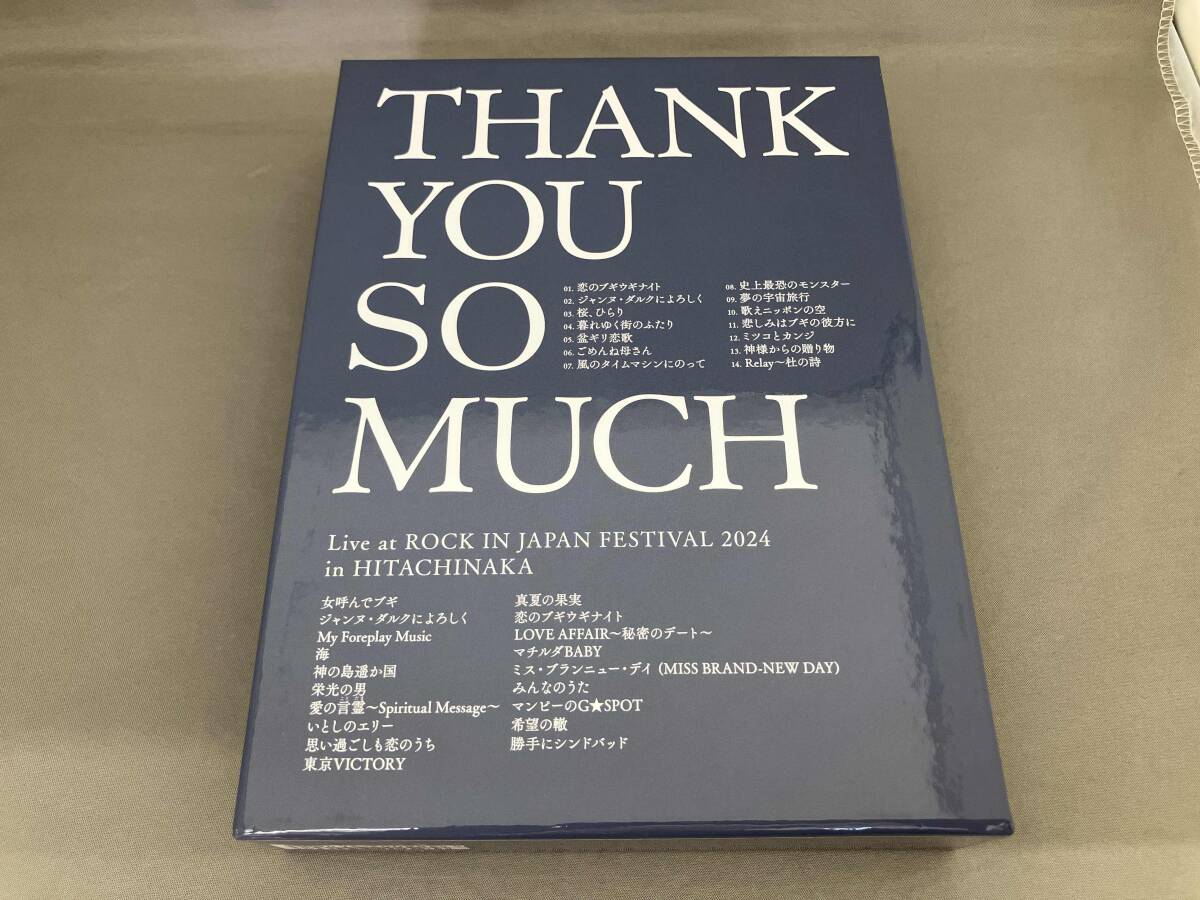 THANK
YOU
SO
MUCH
01. 恋のブギウギナイト
02. ジャンヌ・ダルクによろしく
03. 桜、ひらり
04. 暮れゆく街のふたり
05. 盆ギリ恋歌
06. ごめんね母さん
07. 風のタイムマシンにのって
08. 史上最恐のモンスター
09. 夢の宇宙旅行
10. 歌えニッポンの空
11. 悲しみはブギの彼方に
12. ミツコとカンジ
13. 神様からの贈り物
14. Relay〜杜の詩
Live at ROCK IN JAPAN FESTIVAL 2024
in HITACHINAKA
女呼んでブギ
ジャンヌ・ダルクによろしく
My Foreplay Music
海
神の島遥か国
栄光の男
愛の言霊〜Spiritual Message〜
いとしのエリー
思い過ごしも恋のうち
東京VICTORY
真夏の果実
恋のブギウギナイト
LOVE AFFAIR〜秘密のデート〜
マチルダBABY
ミス・ブランニュー・デイ (MISS BRAND-NEW DAY)
みんなのうた
マンピーのG★SPOT
希望の轍
勝手にシンドバッド